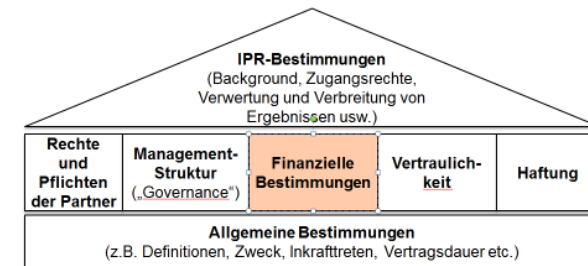 IPR-Bestimmungen
(Background, Zugangsrechte,
Verwertung und Verbreitung von
Ergebnissen usw.)
Rechte
und
Pflichten
der Partner
Management-
Struktur
(„Governance“)
Finanzielle
Bestimmungen
Vertraulich-
keit
Haftung
Allgemeine Bestimmungen
(z.B. Definitionen, Zweck, Inkrafttreten, Vertragsdauer etc.)